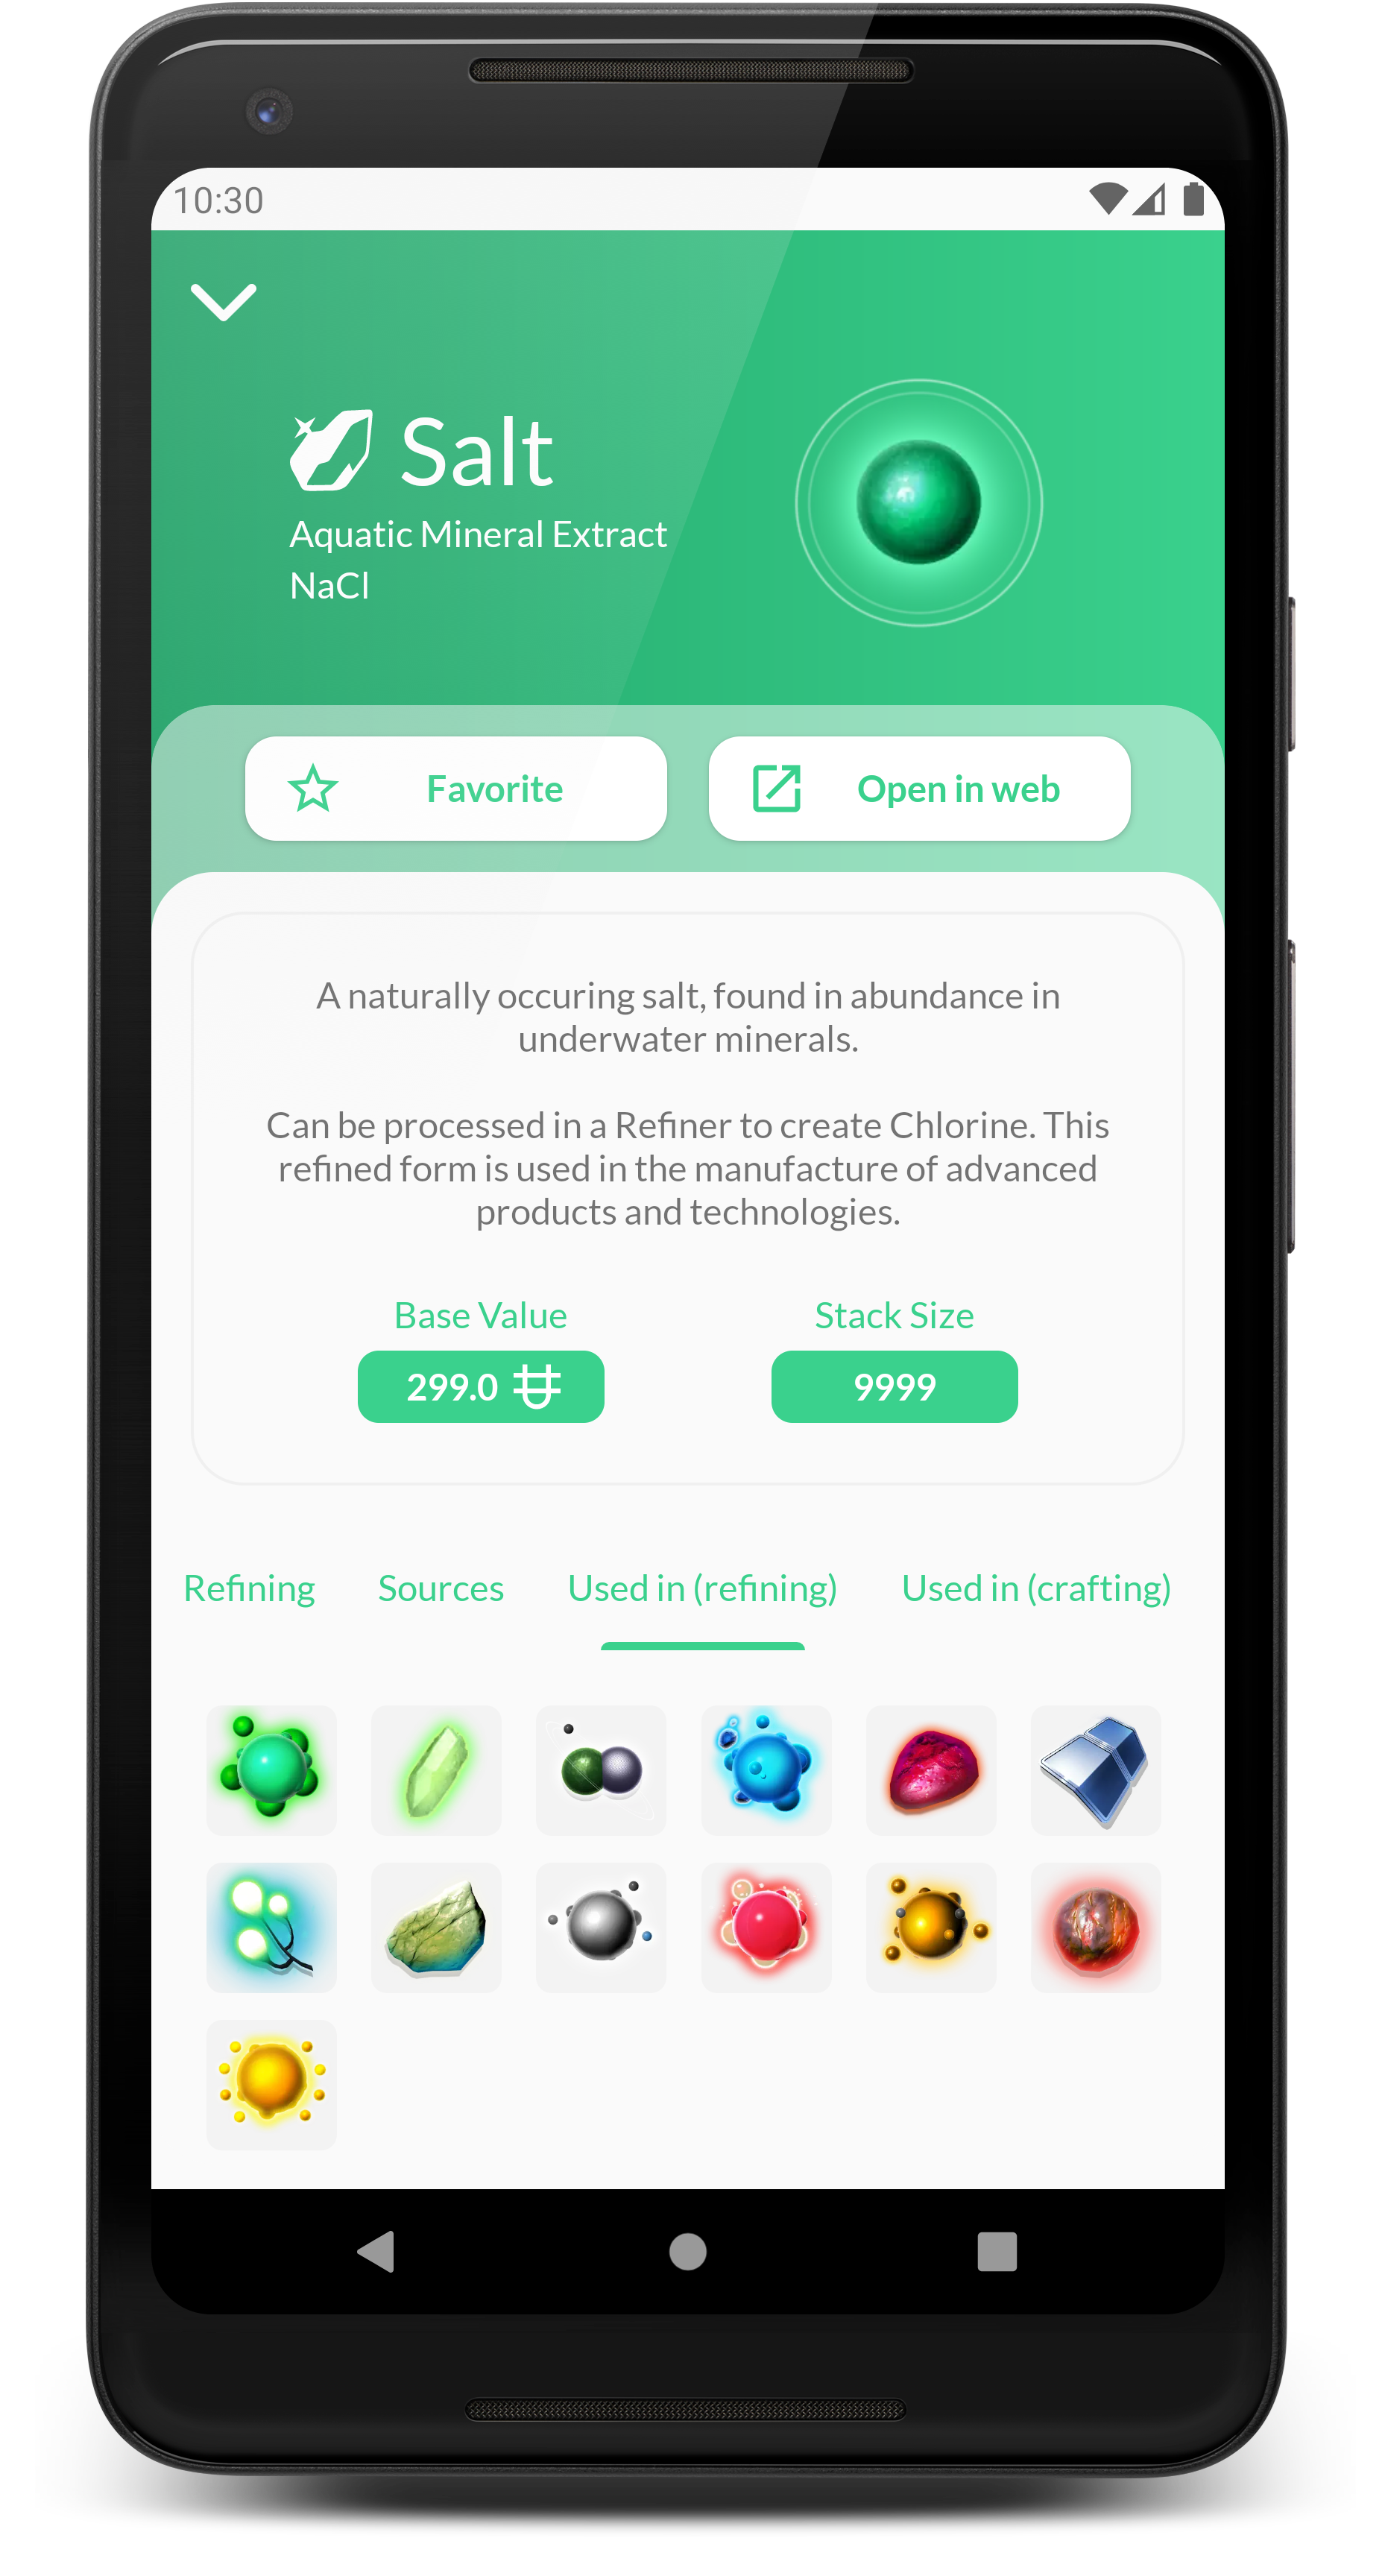 10:30
Salt
Aquatic Mineral Extract
NaCl
Favorite
Open in web
A naturally occuring salt, found in abundance in
underwater minerals.
Can be processed in a Refiner to create Chlorine. This
refined form is used in the manufacture of advanced
products and technologies.
Base Value
Stack Size
299.0
9999
Refining
Sources
Used in (refining)
Used in (crafting)